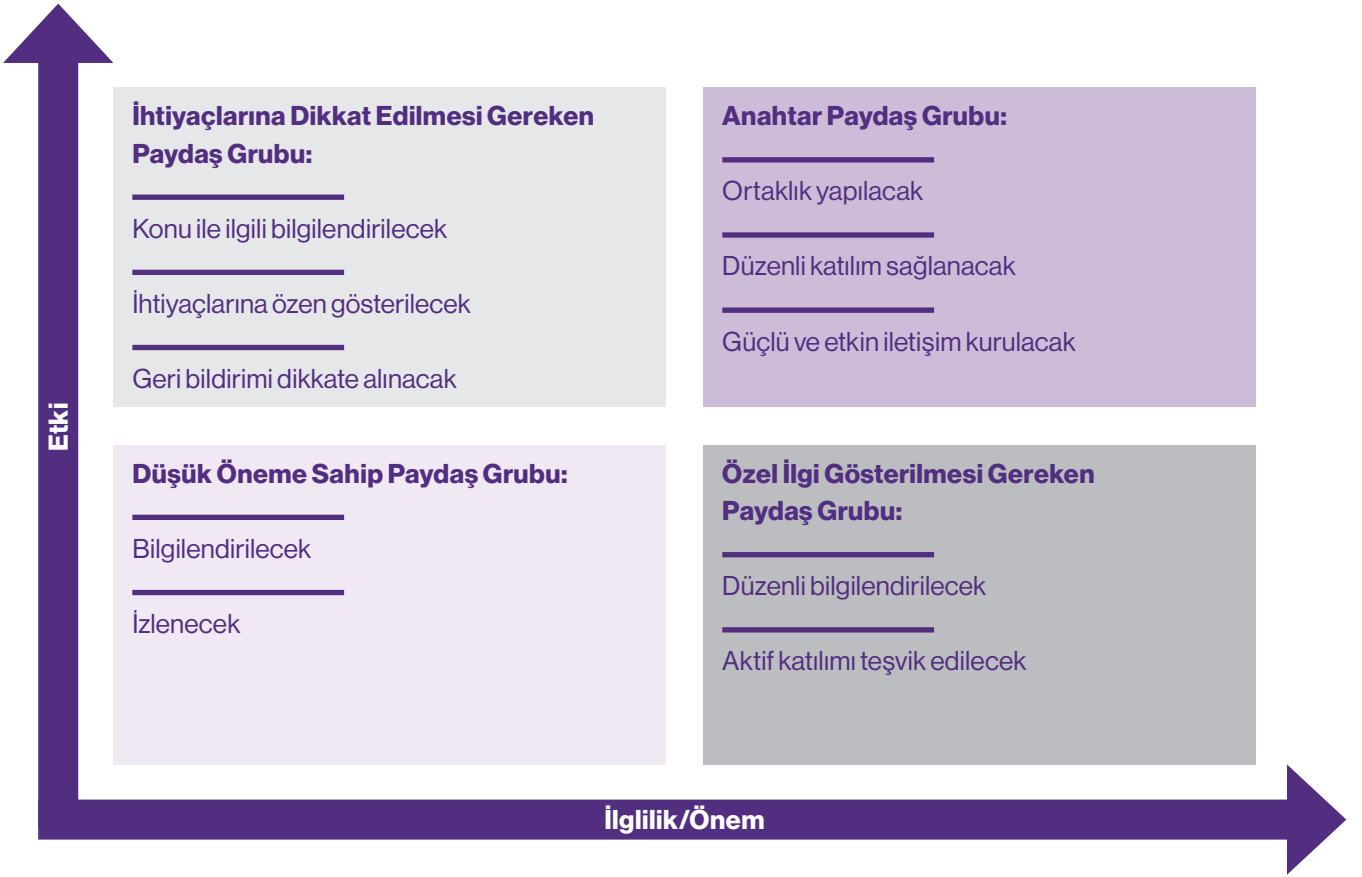 İhtiyaçlarına Dikkat Edilmesi Gereken
Paydaş Grubu:
Konu ile ilgili bilgilendirilecek
İhtiyaçlarına özen gösterilecek
Geri bildirimi dikkate alınacak
Anahtar Paydaş Grubu:
Ortaklık yapılacak
Düzenli katılım sağlanacak
Güçlü ve etkin iletişim kurulacak
Etki
Düşük Öneme Sahip Paydaş Grubu:
Bilgilendirilecek
İzlenecek
Özel İlgi Gösterilmesi Gereken
Paydaş Grubu:
Düzenli bilgilendirilecek
Aktif katılımı teşvik edilecek
İlglilik/Önem